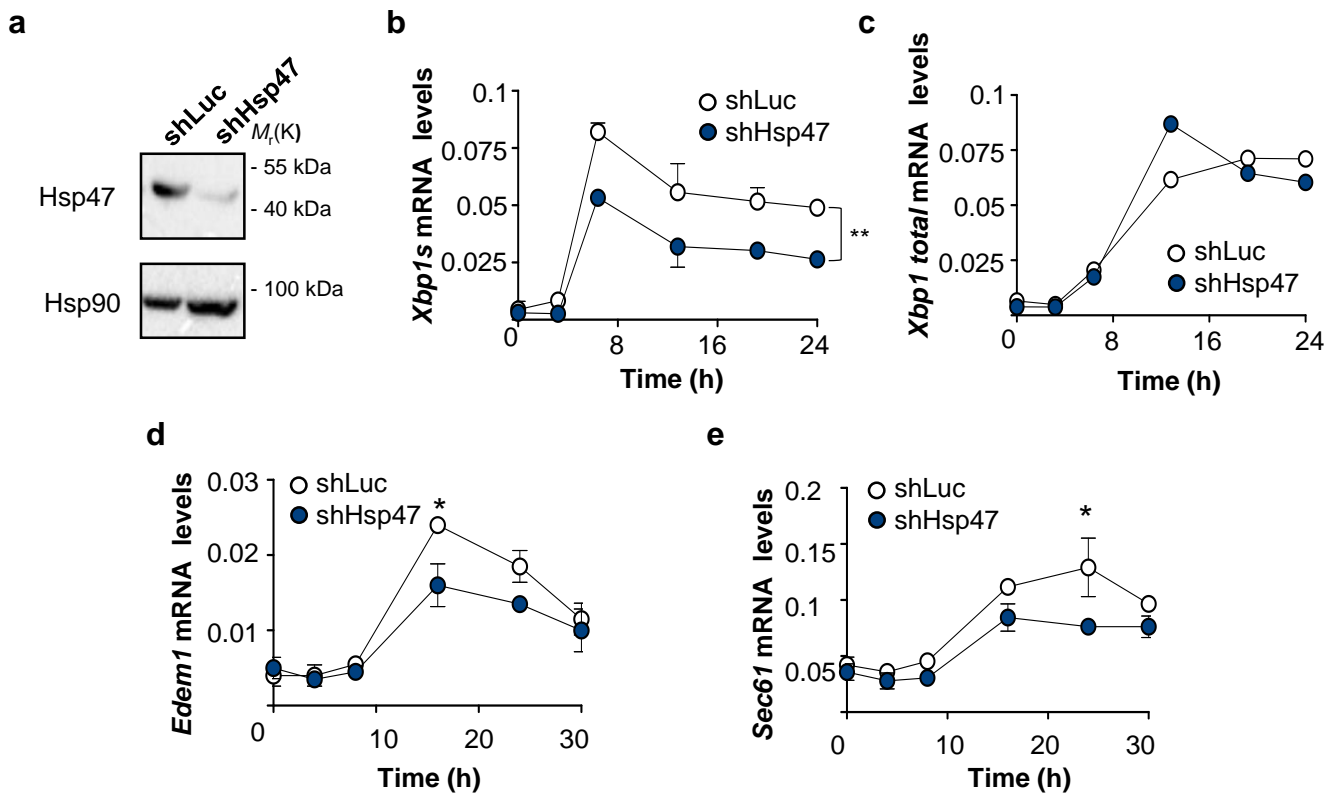 a
shLuc
shHsp47
Mr(K)
- 55 kDa
Hsp47
- 40 kDa
Hsp90
- 100 kDa
b
Xbp1s mRNA levels
0.1
0.075
0.05
0.025
shLuc
shHsp47
**
0 8 16 24
Time (h)
c
Xbp1 total mRNA levels
0.1
0.075
0.05
0.025
shLuc
shHsp47
0 8 16 24
Time (h)
d
Edem1 mRNA levels
0.03
0.02
0.01
shLuc
shHsp47
*
0 10 20 30
Time (h)
e
Sec61 mRNA levels
0.2
0.15
0.1
0.05
shLuc
shHsp47
*
0 10 20 30
Time (h)